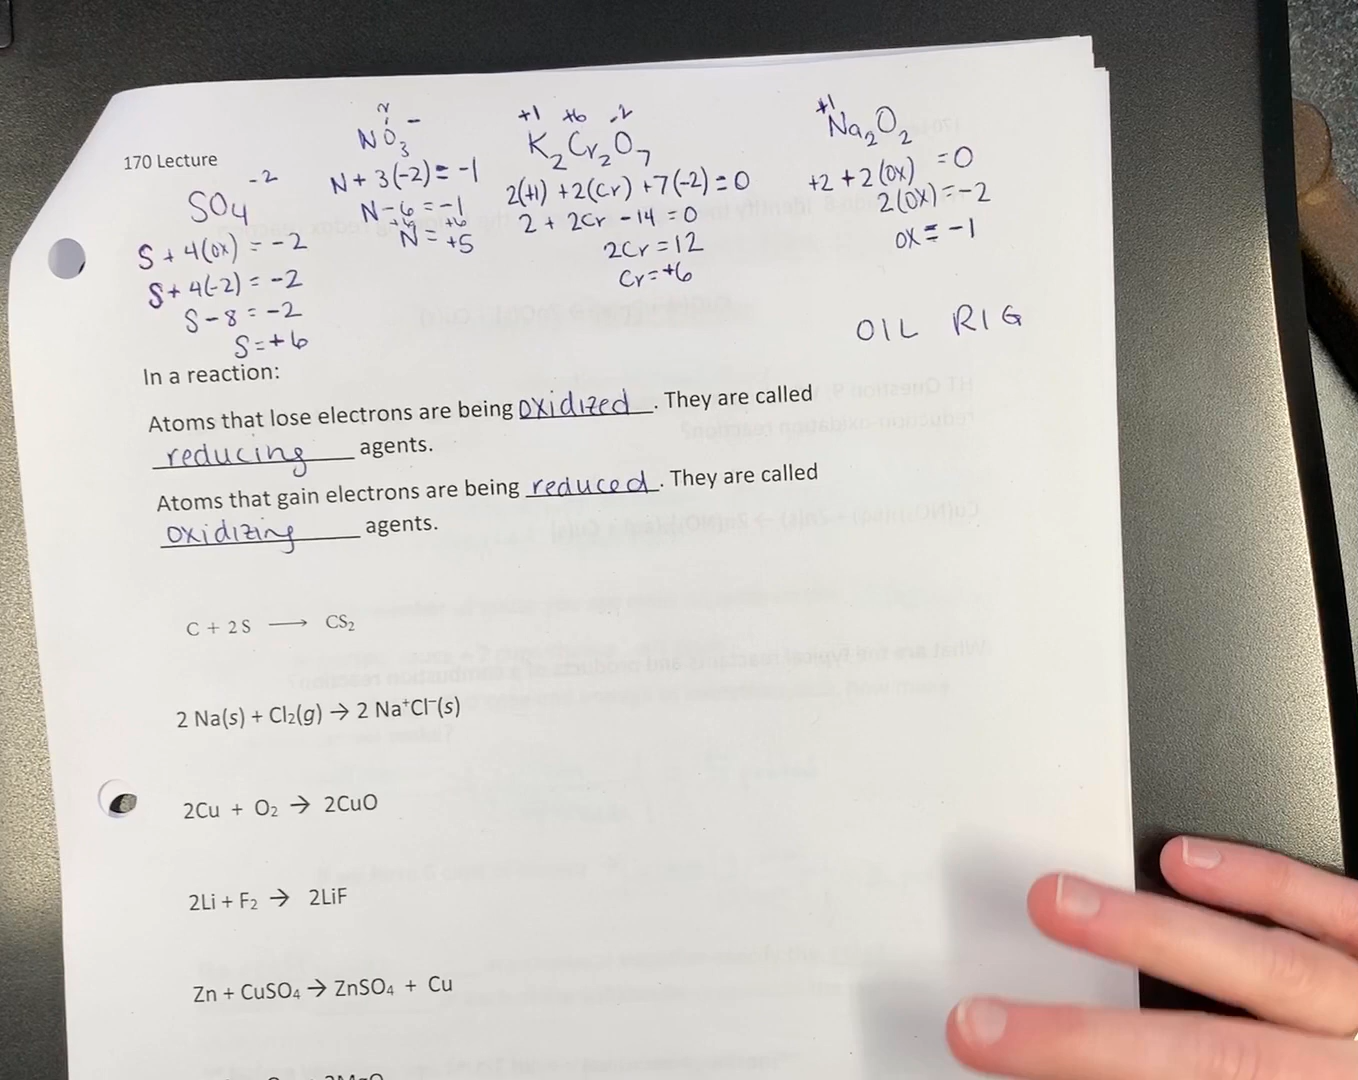 170 Lecture
SO4 -2
S + 4(ox) = -2
S + 4(-2) = -2
S - 8 = -2
S = +6
NO3 -
N + 3(-2) = -1
N - 6 = -1
+6 +6
N = +5
+1 +6 -2
K2Cr2O7
2(+1) + 2(Cr) + 7(-2) = 0
2 + 2Cr - 14 = 0
2Cr = 12
Cr = +6
+1
Na2O2
+2 + 2(ox) = 0
2(ox) = -2
ox = -1
OIL RIG
In a reaction:
Atoms that lose electrons are being oxidized. They are called
reducing agents.
Atoms that gain electrons are being reduced. They are called
oxidizing agents.
C + 2 S ⟶ CS₂
2 Na(s) + Cl₂(g) → 2 Na⁺Cl⁻(s)
2Cu + O₂ → 2CuO
2Li + F₂ → 2LiF
Zn + CuSO₄ → ZnSO₄ + Cu